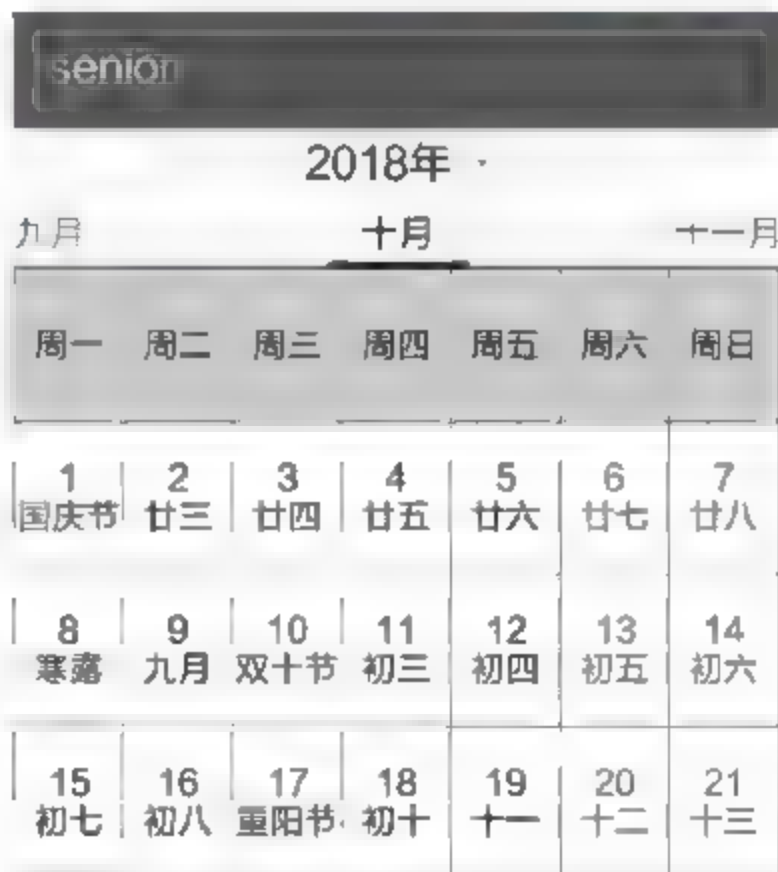 senior
2018年
九月 十月 十一月
周一 周二 周三 周四 周五 周六 周日
1 2 3 4 5 6 7
国庆节 廿三 廿四 廿五 廿六 廿七 廿八
8 9 10 11 12 13 14
寒露 九月 双十节 初三 初四 初五 初六
15 16 17 18 19 20 21
初七 初八 重阳节 初十 十一 十二 十三